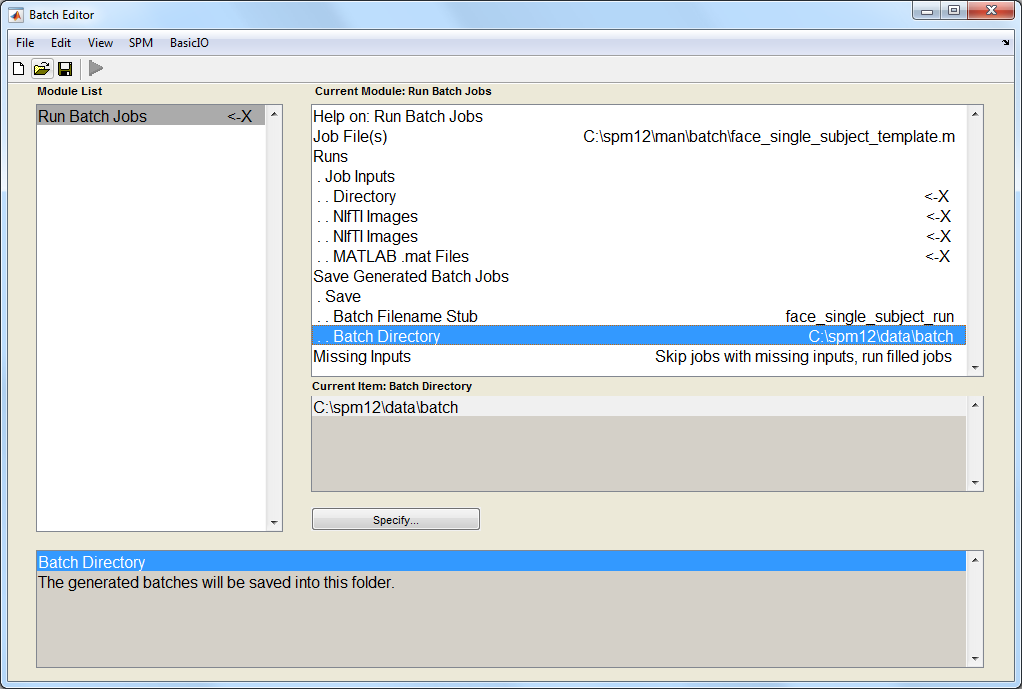 Batch Editor
File Edit View SPM BasicIO
Module List
Run Batch Jobs <-X
Current Module: Run Batch Jobs
Help on: Run Batch Jobs
Job File(s) C:\spm12\man\batch\face_single_subject_template.m
Runs
. Job Inputs
. . Directory <-X
. . NIfTI Images <-X
. . NIfTI Images <-X
. . MATLAB .mat Files <-X
Save Generated Batch Jobs
. Save
. . Batch Filename Stub face_single_subject_run
. . Batch Directory C:\spm12\data\batch
Missing Inputs Skip jobs with missing inputs, run filled jobs
Current Item: Batch Directory
C:\spm12\data\batch
Specify...
Batch Directory
The generated batches will be saved into this folder.